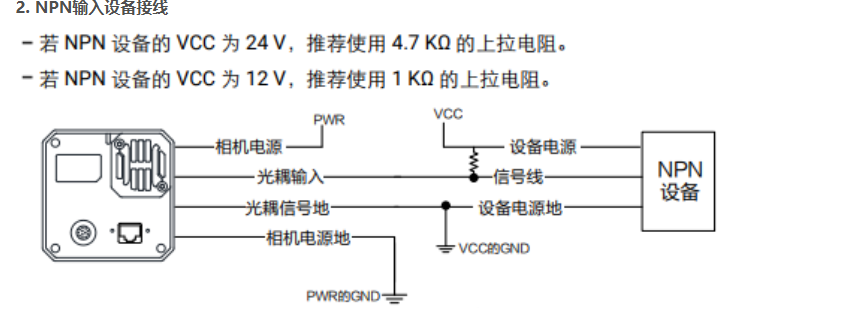 2. NPN输入设备接线
– 若 NPN 设备的 VCC 为 24 V，推荐使用 4.7 KΩ 的上拉电阻。
– 若 NPN 设备的 VCC 为 12 V，推荐使用 1 KΩ 的上拉电阻。
PWR
VCC
相机电源
设备电源
光耦输入
信号线
NPN
设备
光耦信号地
设备电源地
相机电源地
VCC的GND
PWR的GND